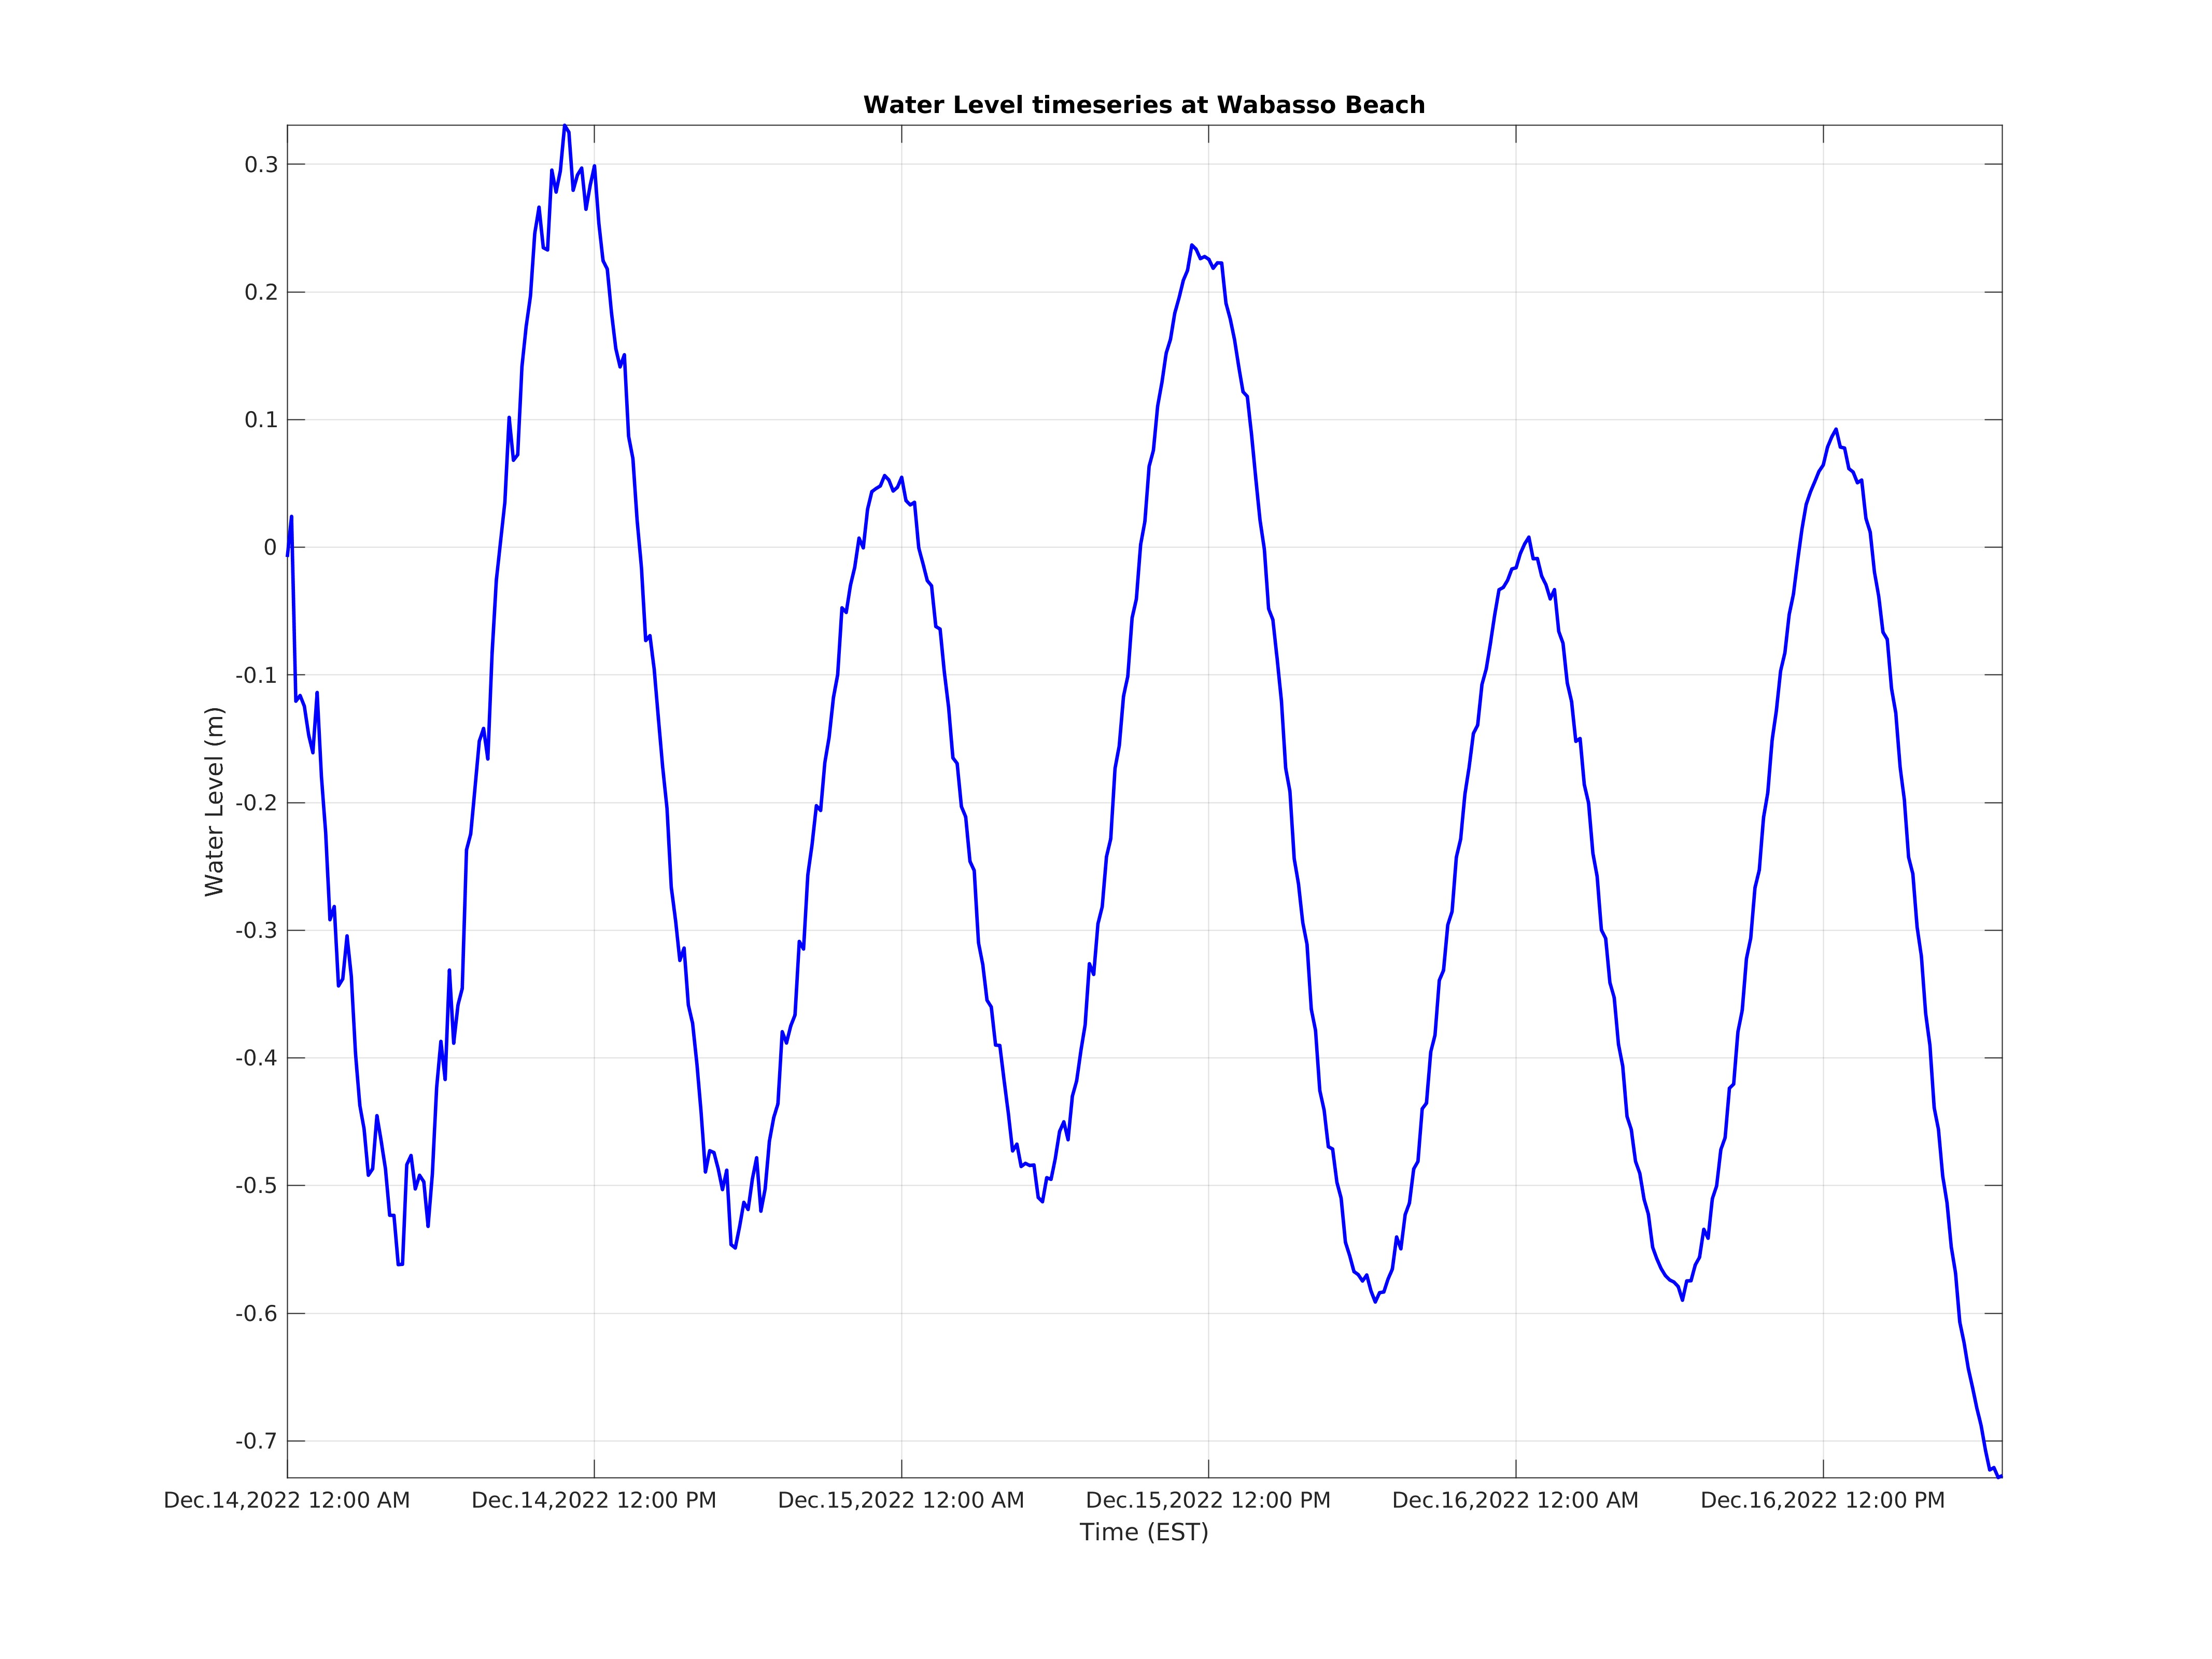 Water Level timeseries at Wabasso Beach
0.3
0.2
0.1
0
-0.1
-0.2
-0.3
-0.4
-0.5
-0.6
-0.7
Water Level (m)
Dec.14,2022 12:00 AM
Dec.14,2022 12:00 PM
Dec.15,2022 12:00 AM
Dec.15,2022 12:00 PM
Dec.16,2022 12:00 AM
Dec.16,2022 12:00 PM
Time (EST)